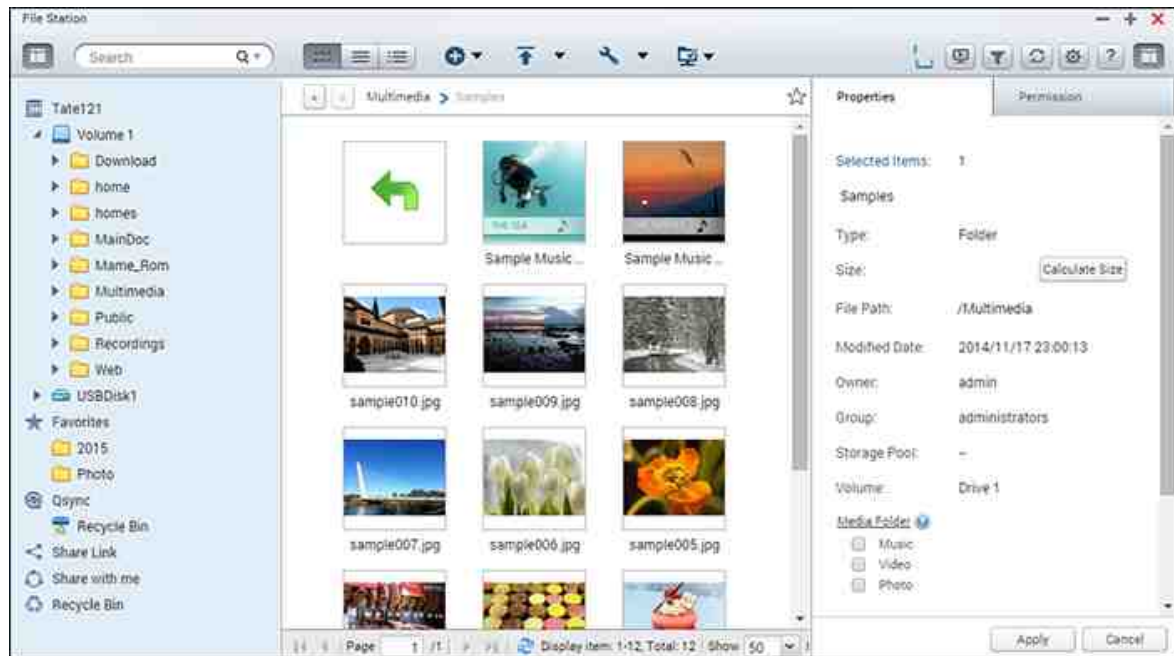 File Station
Search
Multimedia > Samples
Tate121
Volume 1
Download
home
homes
MainDoc
Mame_Rom
Multimedia
Public
Recordings
Web
USBDisk1
Favorites
2015
Photo
Qsync
Recycle Bin
Share Link
Share with me
Recycle Bin
THE SEA
Sample Music ...
Sample Music ...
sample010.jpg
sample009.jpg
sample008.jpg
sample007.jpg
sample006.jpg
sample005.jpg
Page 1 /1 Display item: 1-12, Total: 12 Show 50
Properties
Permission
Selected Items: 1
Samples
Type: Folder
Size: Calculate Size
File Path: /Multimedia
Modified Date: 2014/11/17 23:00:13
Owner: admin
Group: administrators
Storage Pool: --
Volume: Drive 1
Media Folder ?
Music
Video
Photo
Apply
Cancel